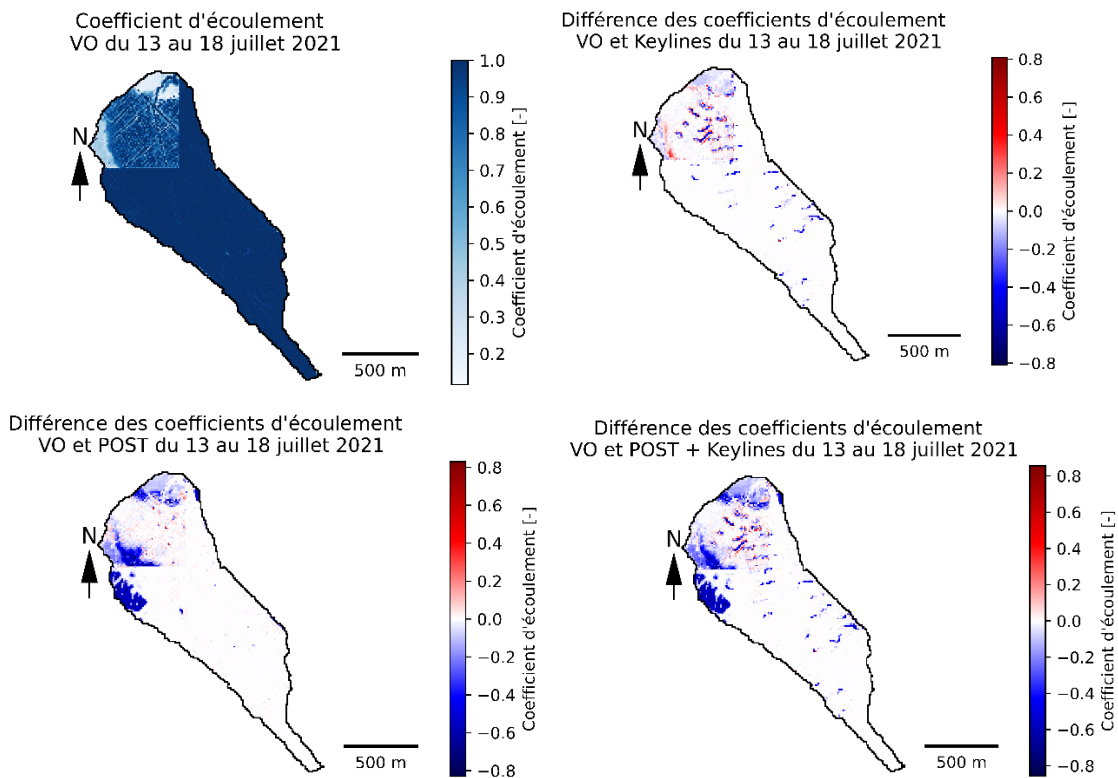 Coefficient d'écoulement
VO du 13 au 18 juillet 2021
N
500 m
1.0
0.9
0.8
0.7
0.6
0.5
0.4
0.3
0.2
Coefficient d'écoulement [-]
Différence des coefficients d'écoulement
VO et Keylines du 13 au 18 juillet 2021
N
500 m
0.8
0.6
0.4
0.2
0.0
−0.2
−0.4
−0.6
−0.8
Coefficient d'écoulement [-]
Différence des coefficients d'écoulement
VO et POST du 13 au 18 juillet 2021
N
500 m
0.8
0.6
0.4
0.2
0.0
−0.2
−0.4
−0.6
−0.8
Coefficient d'écoulement [-]
Différence des coefficients d'écoulement
VO et POST + Keylines du 13 au 18 juillet 2021
N
500 m
0.8
0.6
0.4
0.2
0.0
−0.2
−0.4
−0.6
−0.8
Coefficient d'écoulement [-]